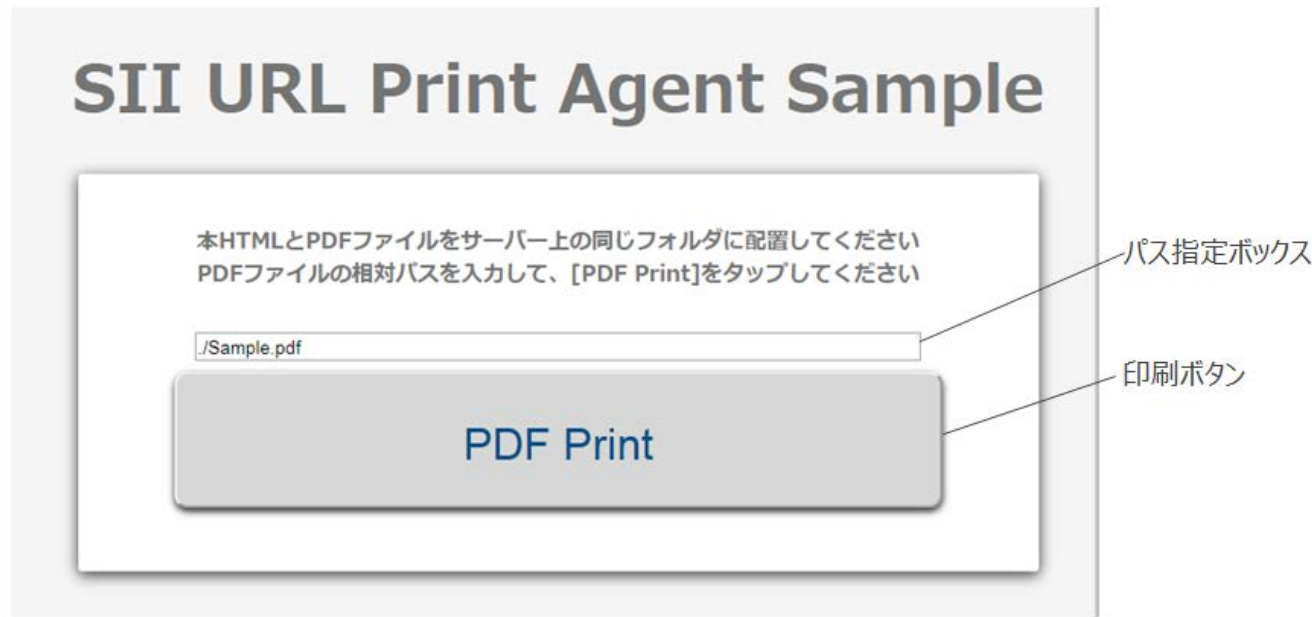 SII URL Print Agent Sample
本HTMLとPDFファイルをサーバー上の同じフォルダに配置してください
PDFファイルの相対パスを入力して、[PDF Print]をタップしてください
パス指定ボックス
./Sample.pdf
印刷ボタン
PDF Print